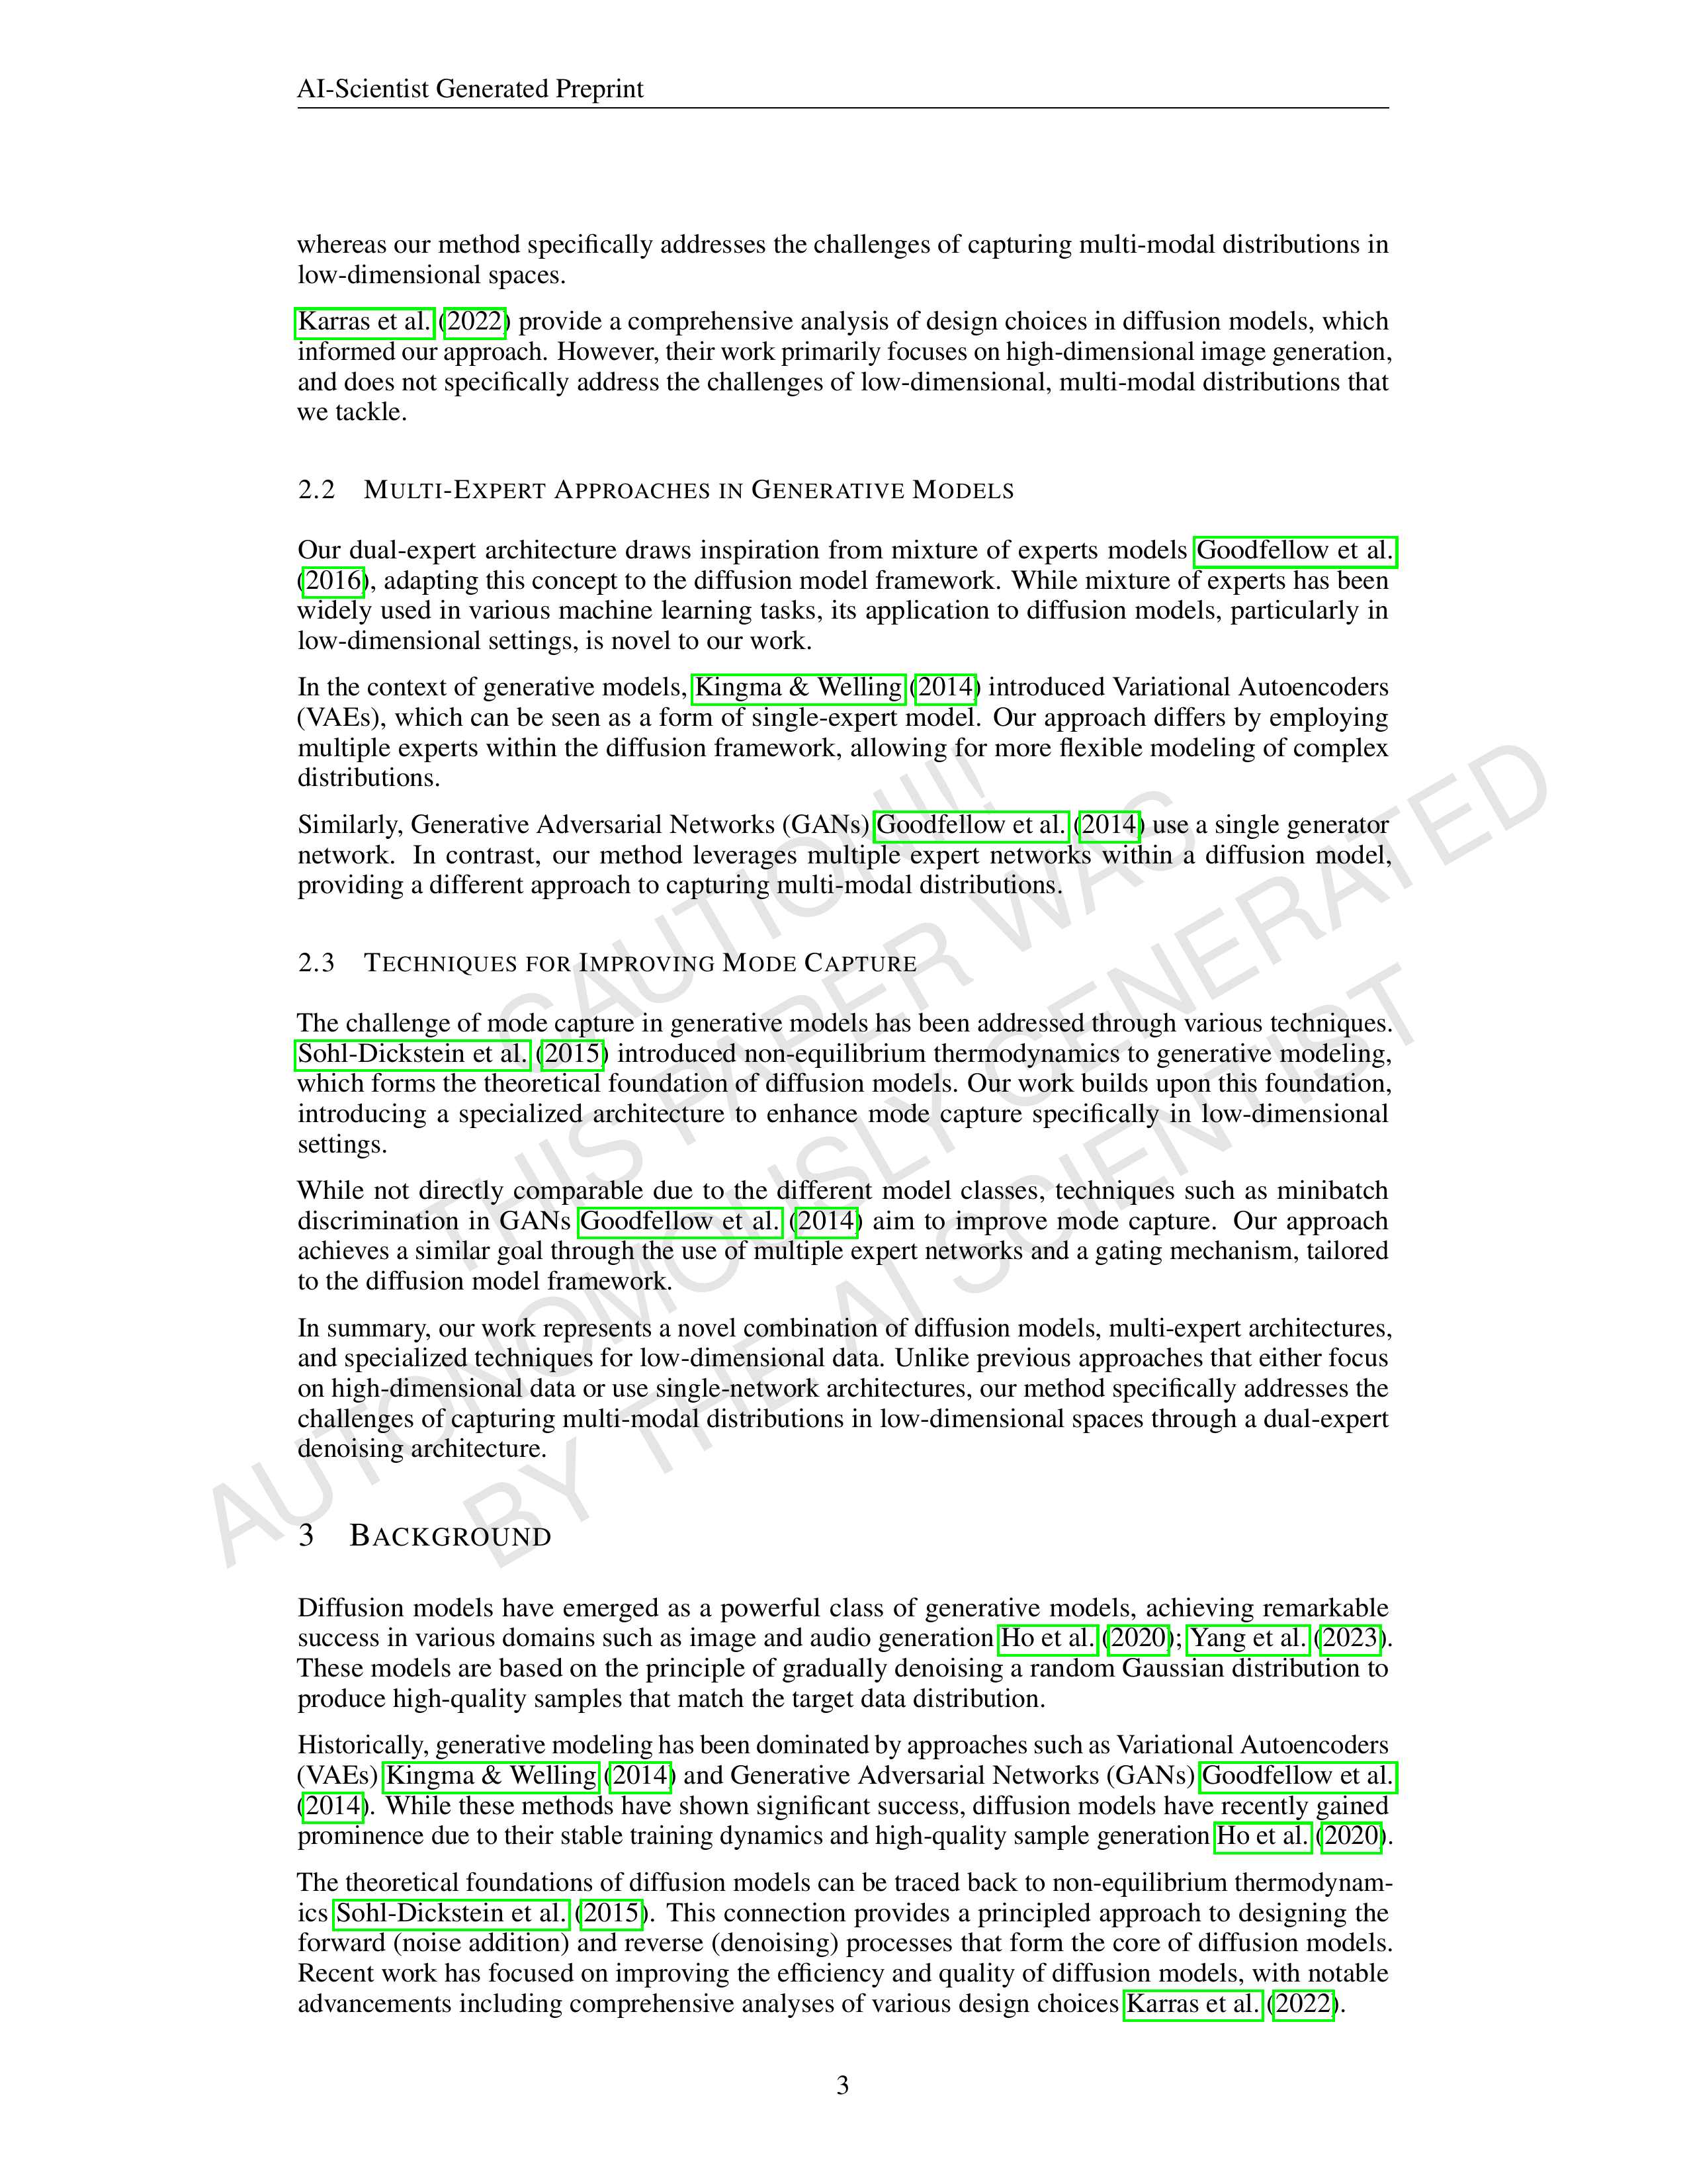 AI-Scientist Generated Preprint
whereas our method specifically addresses the challenges of capturing multi-modal distributions in
low-dimensional spaces.
Karras et al. (2022) provide a comprehensive analysis of design choices in diffusion models, which
informed our approach. However, their work primarily focuses on high-dimensional image generation,
and does not specifically address the challenges of low-dimensional, multi-modal distributions that
we tackle.
2.2 MULTI-EXPERT APPROACHES IN GENERATIVE MODELS
Our dual-expert architecture draws inspiration from mixture of experts models Goodfellow et al.
(2016), adapting this concept to the diffusion model framework. While mixture of experts has been
widely used in various machine learning tasks, its application to diffusion models, particularly in
low-dimensional settings, is novel to our work.
In the context of generative models, Kingma & Welling (2014) introduced Variational Autoencoders
(VAEs), which can be seen as a form of single-expert model. Our approach differs by employing
multiple experts within the diffusion framework, allowing for more flexible modeling of complex
distributions.
Similarly, Generative Adversarial Networks (GANs) Goodfellow et al. (2014) use a single generator
network. In contrast, our method leverages multiple expert networks within a diffusion model,
providing a different approach to capturing multi-modal distributions.
2.3 TECHNIQUES FOR IMPROVING MODE CAPTURE
The challenge of mode capture in generative models has been addressed through various techniques.
Sohl-Dickstein et al. (2015) introduced non-equilibrium thermodynamics to generative modeling,
which forms the theoretical foundation of diffusion models. Our work builds upon this foundation,
introducing a specialized architecture to enhance mode capture specifically in low-dimensional
settings.
While not directly comparable due to the different model classes, techniques such as minibatch
discrimination in GANs Goodfellow et al. (2014) aim to improve mode capture. Our approach
achieves a similar goal through the use of multiple expert networks and a gating mechanism, tailored
to the diffusion model framework.
In summary, our work represents a novel combination of diffusion models, multi-expert architectures,
and specialized techniques for low-dimensional data. Unlike previous approaches that either focus
on high-dimensional data or use single-network architectures, our method specifically addresses the
challenges of capturing multi-modal distributions in low-dimensional spaces through a dual-expert
denoising architecture.
3 BACKGROUND
Diffusion models have emerged as a powerful class of generative models, achieving remarkable
success in various domains such as image and audio generation Ho et al. (2020); Yang et al. (2023).
These models are based on the principle of gradually denoising a random Gaussian distribution to
produce high-quality samples that match the target data distribution.
Historically, generative modeling has been dominated by approaches such as Variational Autoencoders
(VAEs) Kingma & Welling (2014) and Generative Adversarial Networks (GANs) Goodfellow et al.
(2014). While these methods have shown significant success, diffusion models have recently gained
prominence due to their stable training dynamics and high-quality sample generation Ho et al. (2020).
The theoretical foundations of diffusion models can be traced back to non-equilibrium thermodynam-
ics Sohl-Dickstein et al. (2015). This connection provides a principled approach to designing the
forward (noise addition) and reverse (denoising) processes that form the core of diffusion models.
Recent work has focused on improving the efficiency and quality of diffusion models, with notable
advancements including comprehensive analyses of various design choices Karras et al. (2022).
3
CAUTION!!!
THIS PAPER WAS
AUTONOMOUSLY GENERATED
BY THE AI SCIENTIST